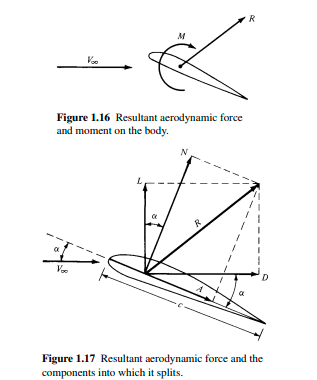 R
M
V∞
Figure 1.16 Resultant aerodynamic force
and moment on the body.
N
L
α
R
α
V∞
D
A
α
c
Figure 1.17 Resultant aerodynamic force and the
components into which it splits.